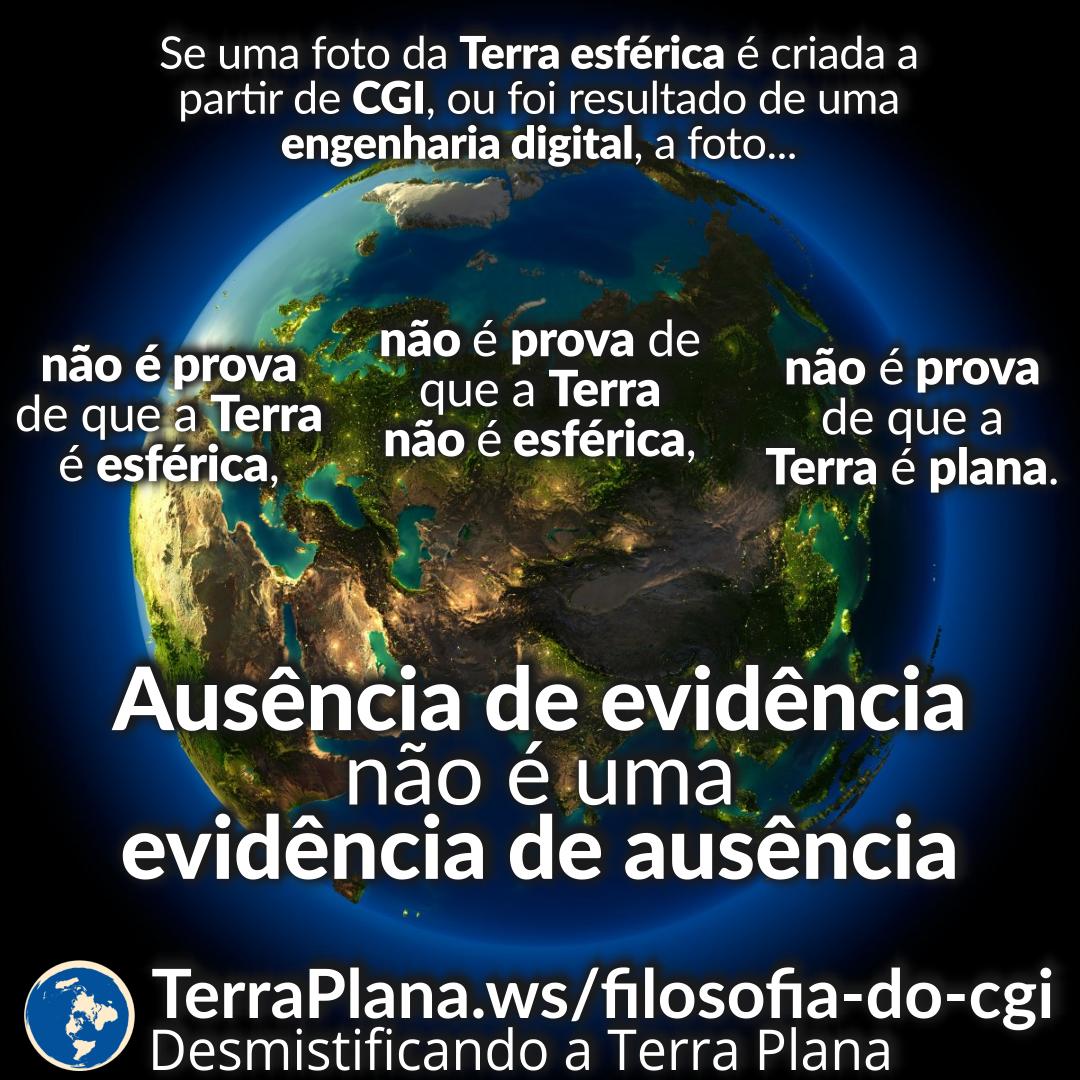 Se uma foto da Terra esférica é criada a
partir de CGI, ou foi resultado de uma
engenharia digital, a foto...
não é prova
de que a Terra
é esférica,
não é prova de
que a Terra
não é esférica,
não é prova
de que a
Terra é plana.
Ausência de evidência
não é uma
evidência de ausência
TerraPlana.ws/filosofia-do-cgi
Desmistificando a Terra Plana